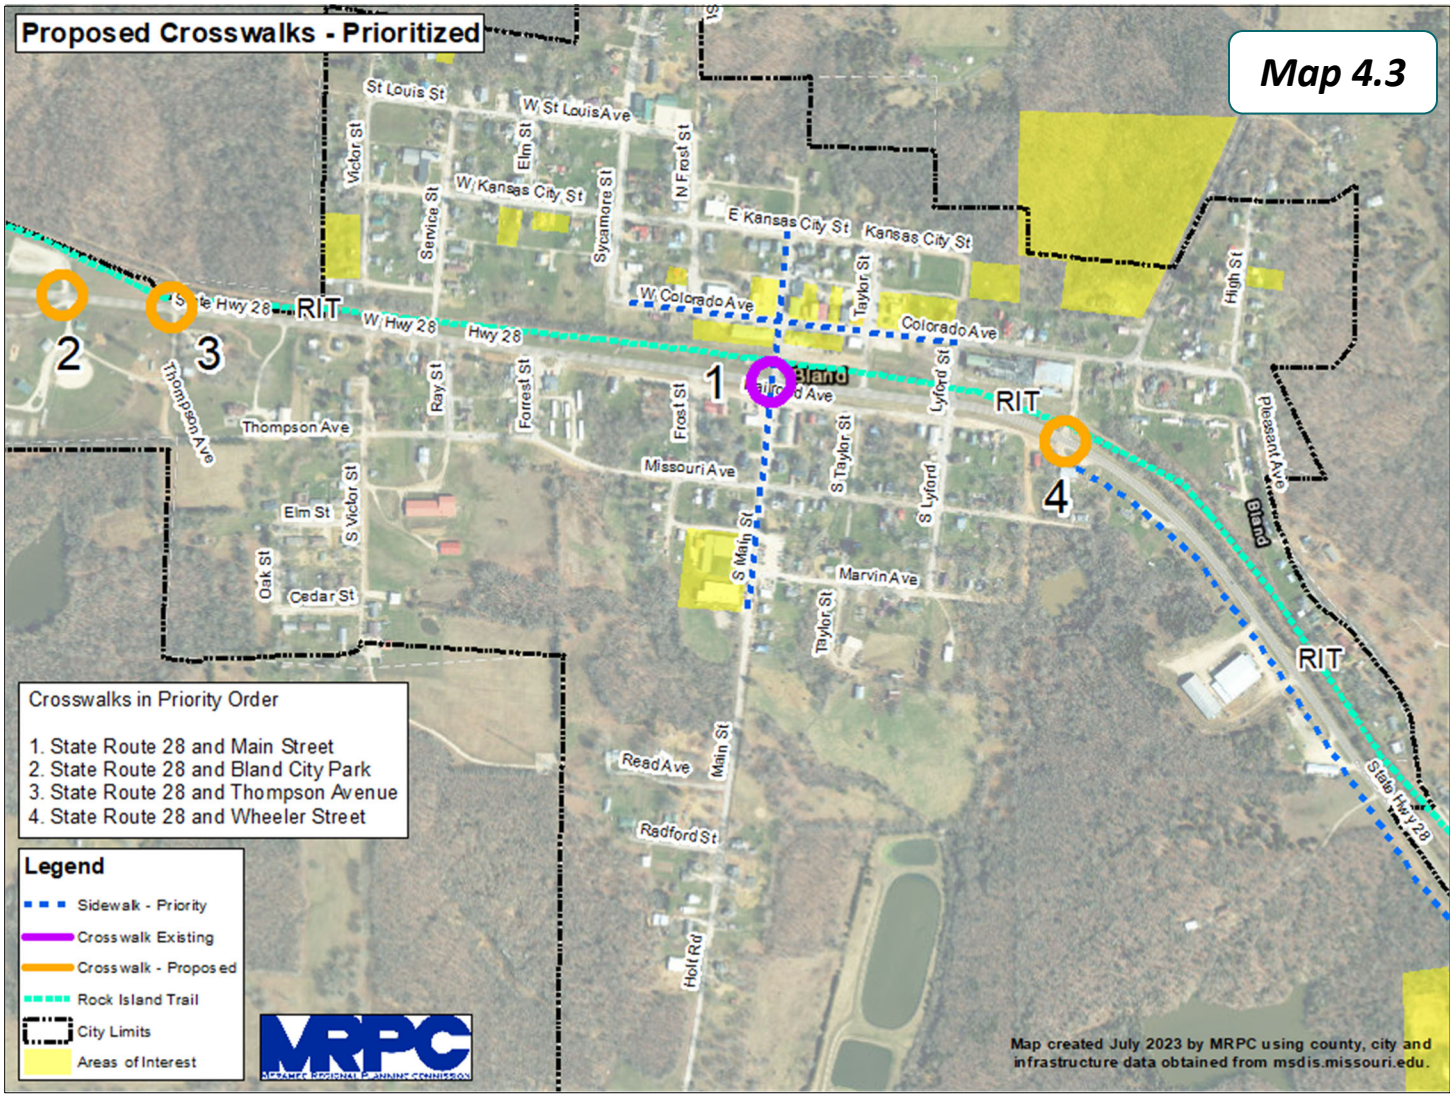 Proposed Crosswalks - Prioritized
Map 4.3
St
St Louis St
W St Louis Ave
Victor St
Elm St
N Frost St
W Kansas City St
Service St
Sycamore St
E Kansas City St
Kansas City St
Taylor St
High St
State Hwy 28
RIT
W Hwy 28
Hwy 28
W Colorado Ave
Colorado Ave
2
3
1
Bland
Railroad Ave
Lyford St
RIT
Thompson Ave
Ray St
Forrest St
Frost St
Thompson Ave
Missouri Ave
S Taylor St
S Lyford
4
Pleasant Ave
Bland
Elm St
S Victor St
S Main St
Oak St
Cedar St
Marvin Ave
Taylor St
RIT
Main St
Read Ave
Radford St
State Hwy 28
Holt Rd
Crosswalks in Priority Order
1. State Route 28 and Main Street
2. State Route 28 and Bland City Park
3. State Route 28 and Thompson Avenue
4. State Route 28 and Wheeler Street
Legend
Sidewalk - Priority
Crosswalk Existing
Crosswalk - Proposed
Rock Island Trail
City Limits
Areas of Interest
MRPC
MERAMEC REGIONAL PLANNING COMMISSION
Map created July 2023 by MRPC using county, city and
infrastructure data obtained from msdis.missouri.edu.